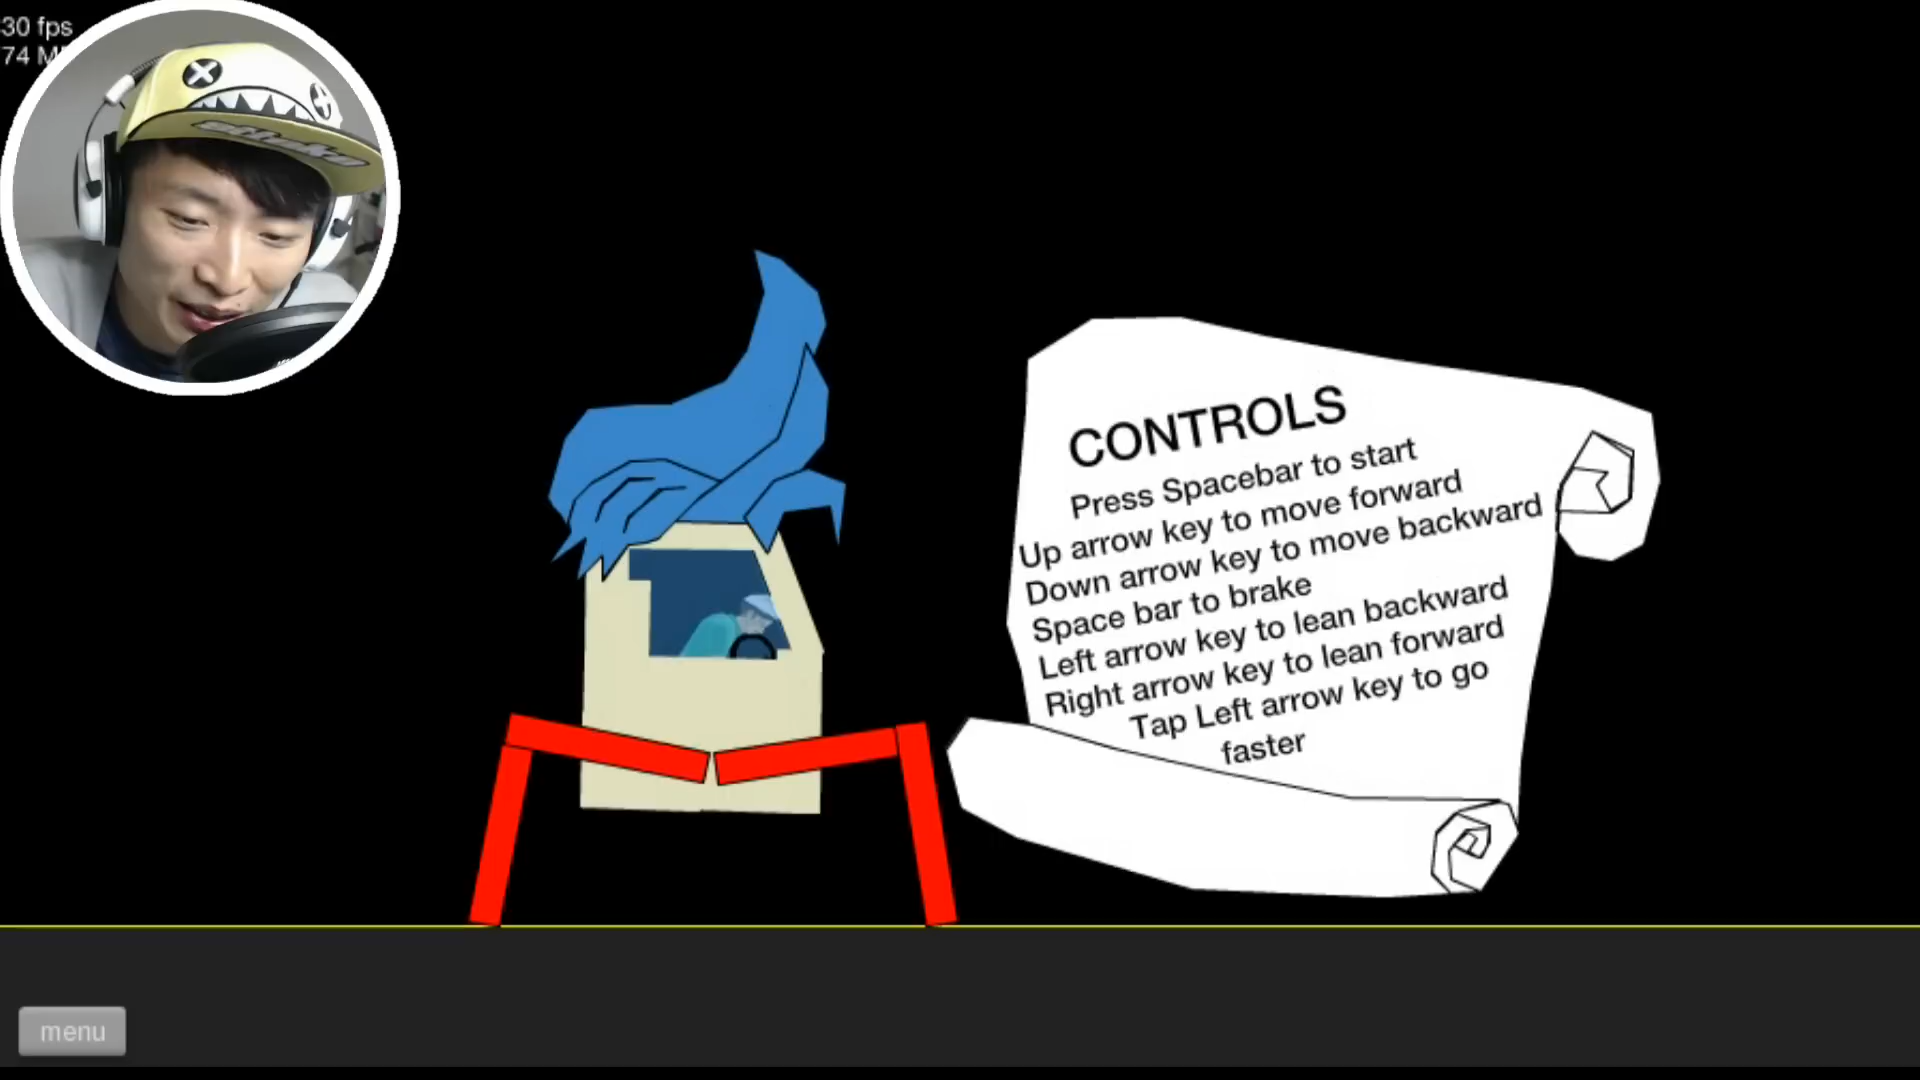 30 fps
CONTROLS
Press Spacebar to start
Up arrow key to move forward
Down arrow key to move backward
Space bar to brake
Left arrow key to lean backward
Right arrow key to lean forward
Tap Left arrow key to go
faster
menu